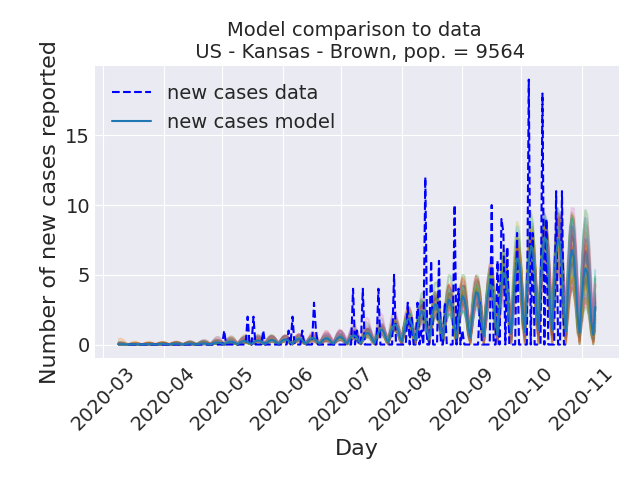 Model comparison to data
US - Kansas - Brown, pop. = 9564
Number of new cases reported
new cases data
new cases model
15
10
5
0
2020-03
2020-04
2020-05
2020-06
2020-07
2020-08
2020-09
2020-10
2020-11
Day